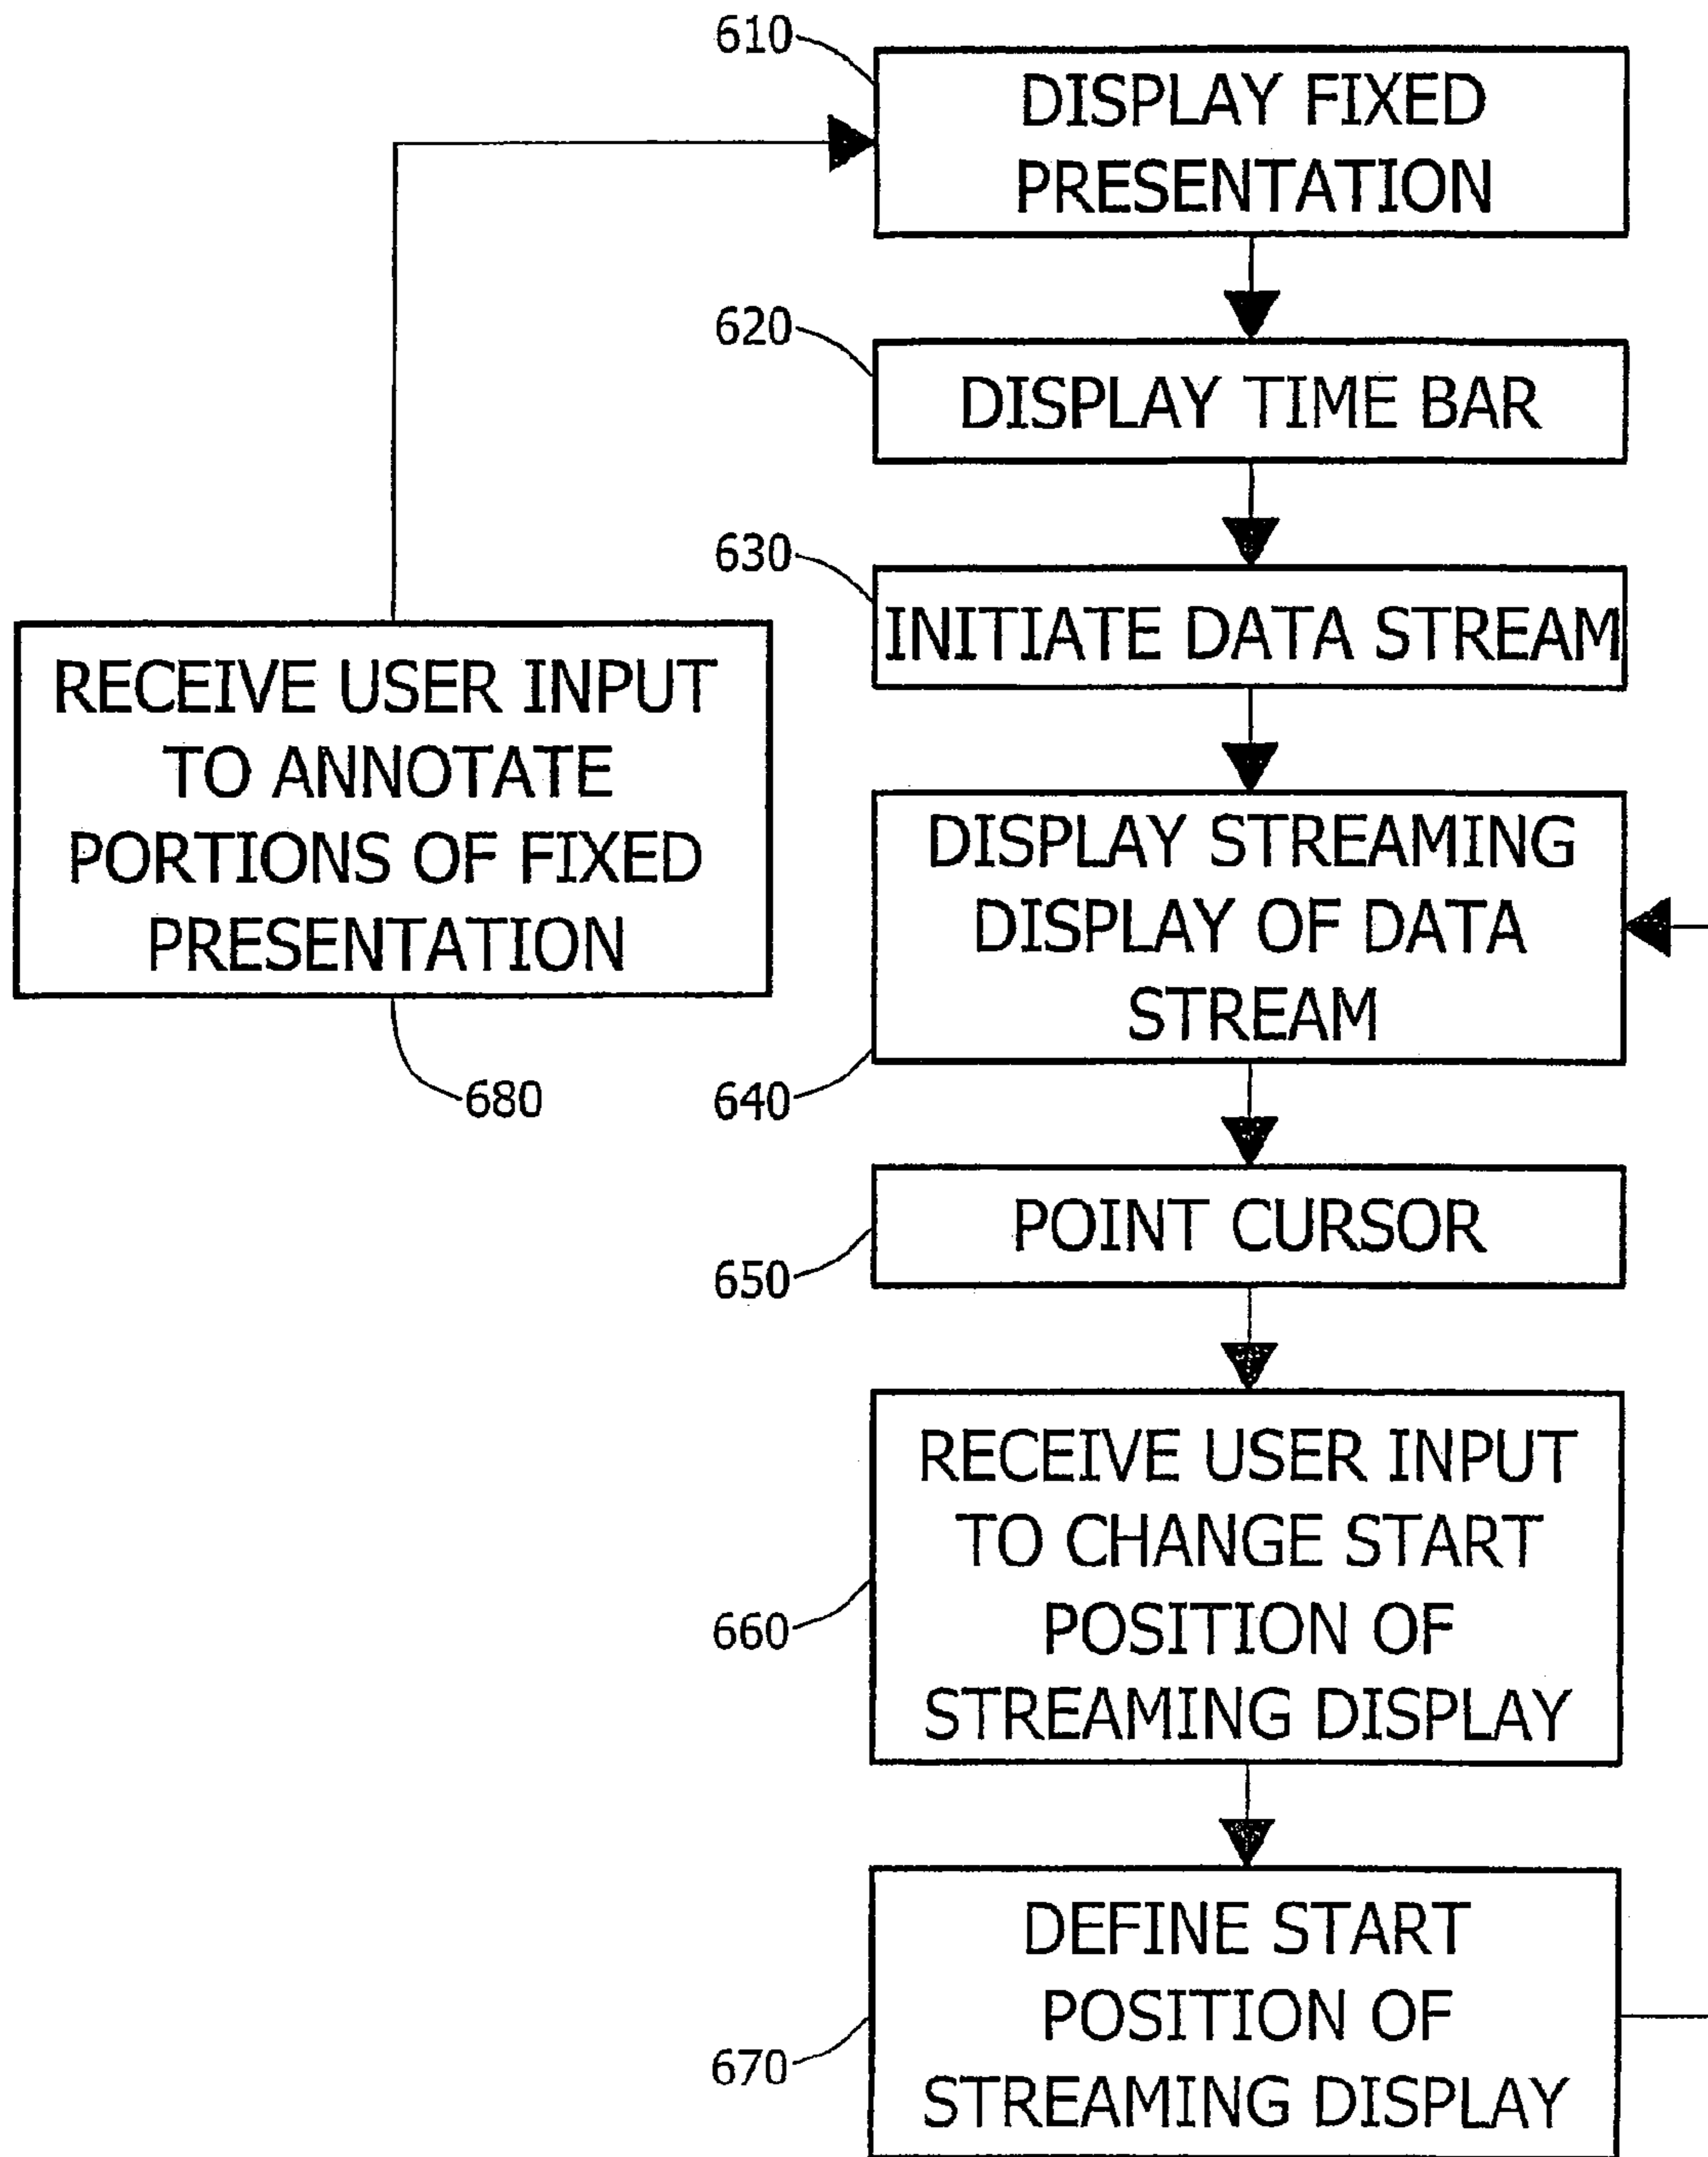 610
DISPLAY FIXED
PRESENTATION
620
DISPLAY TIME BAR
630
INITIATE DATA STREAM
RECEIVE USER INPUT
TO ANNOTATE
PORTIONS OF FIXED
PRESENTATION
680
DISPLAY STREAMING
DISPLAY OF DATA
STREAM
640
POINT CURSOR
650
RECEIVE USER INPUT
TO CHANGE START
POSITION OF
STREAMING DISPLAY
660
DEFINE START
POSITION OF
STREAMING DISPLAY
670